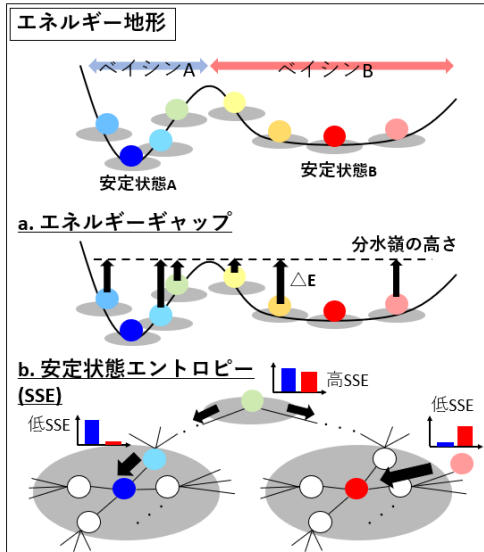 エネルギー地形
ベイシンA
ベイシンB
安定状態A
安定状態B
a. エネルギーギャップ
分水嶺の高さ
△E
b. 安定状態エントロピー
(SSE)
高SSE
低SSE
低SSE